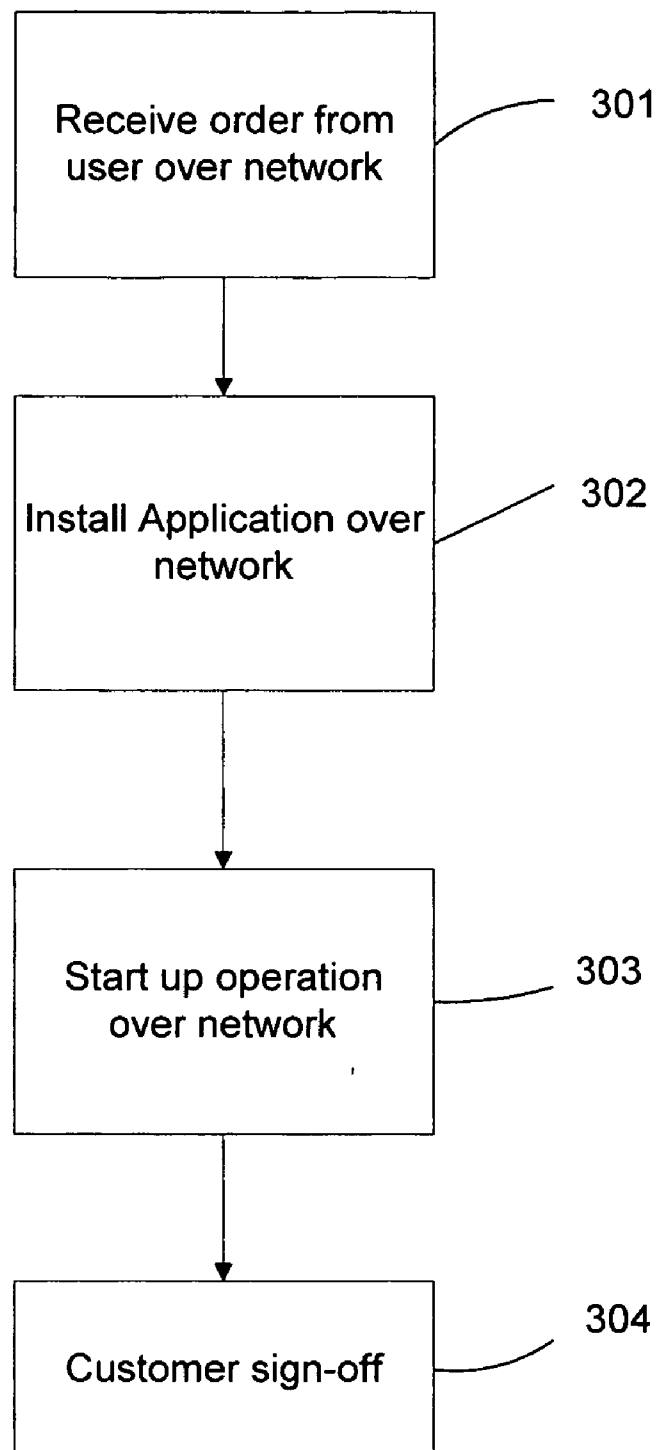 Receive order from
user over network
301
Install Application over
network
302
Start up operation
over network
303
Customer sign-off
304